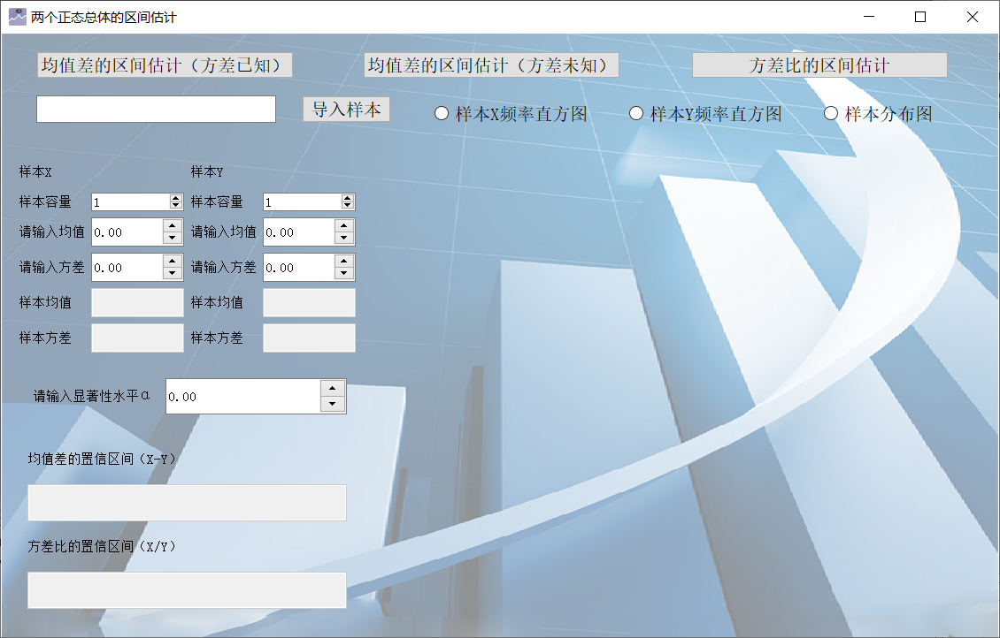 两个正态总体的区间估计
均值差的区间估计（方差已知） 均值差的区间估计（方差未知） 方差比的区间估计
导入样本 样本X频率直方图 样本Y频率直方图 样本分布图
样本X 样本Y
样本容量 1 样本容量 1
请输入均值 0.00 请输入均值 0.00
请输入方差 0.00 请输入方差 0.00
样本均值 样本均值
样本方差 样本方差
请输入显著性水平α 0.00
均值差的置信区间（X-Y）
方差比的置信区间（X/Y）